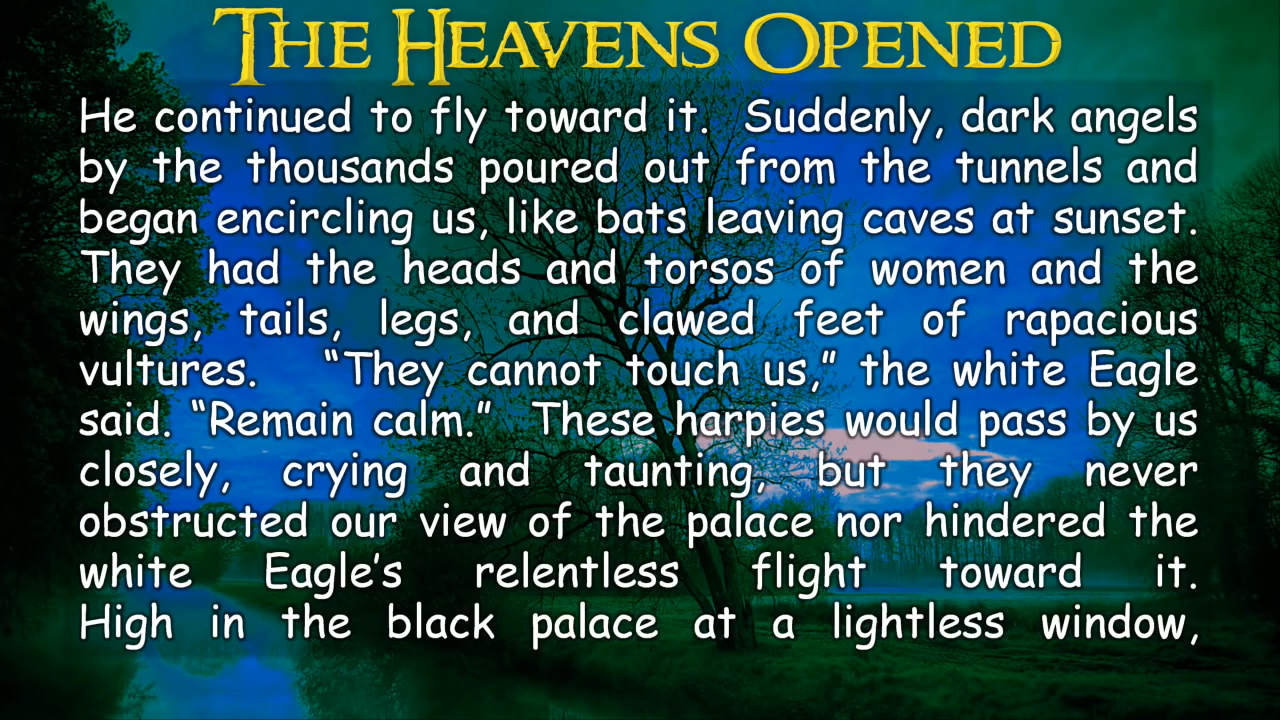 THE HEAVENS OPENED
He continued to fly toward it. Suddenly, dark angels
by the thousands poured out from the tunnels and
began encircling us, like bats leaving caves at sunset.
They had the heads and torsos of women and the
wings, tails, legs, and clawed feet of rapacious
vultures. “They cannot touch us,” the white Eagle
said. “Remain calm.” These harpies would pass by us
closely, crying and taunting, but they never
obstructed our view of the palace nor hindered the
white Eagle’s relentless flight toward it.
High in the black palace at a lightless window,